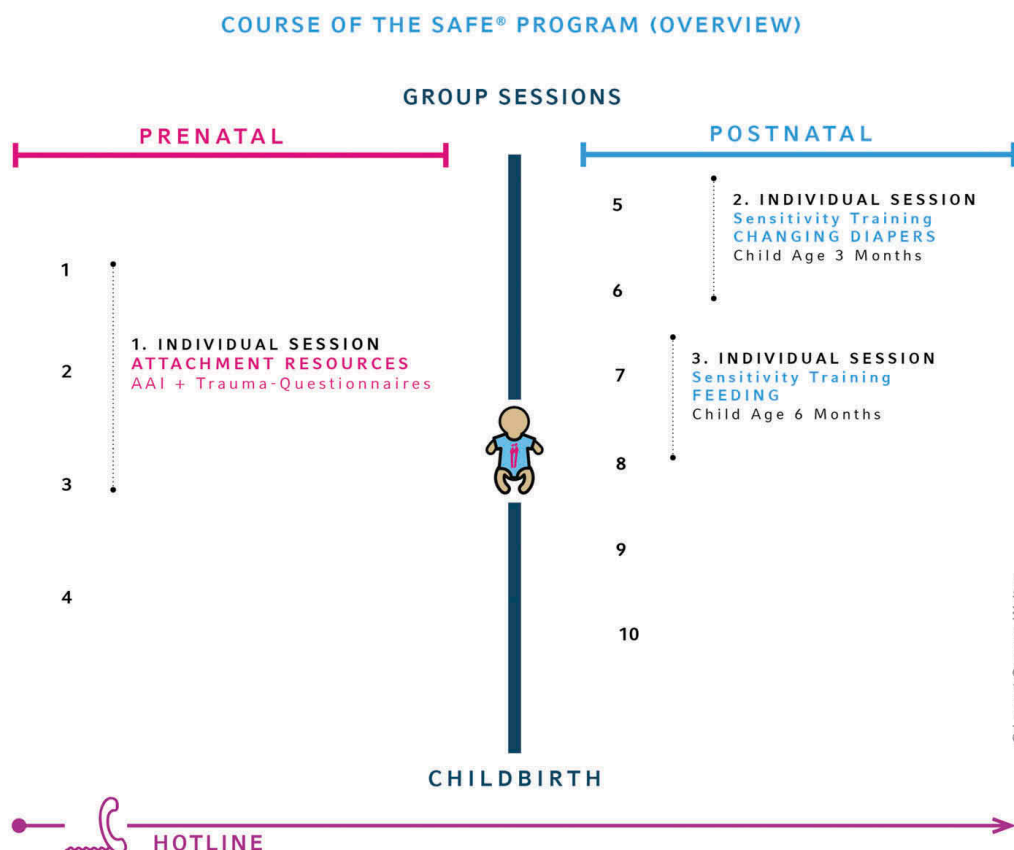 COURSE OF THE SAFE® PROGRAM (OVERVIEW)
GROUP SESSIONS
PRENATAL
1
2
3
4
1. INDIVIDUAL SESSION
ATTACHMENT RESOURCES
AAI + Trauma-Questionnaires
POSTNATAL
5
6
7
8
9
10
2. INDIVIDUAL SESSION
Sensitivity Training
CHANGING DIAPERS
Child Age 3 Months
3. INDIVIDUAL SESSION
Sensitivity Training
FEEDING
Child Age 6 Months
CHILDBIRTH
HOTLINE